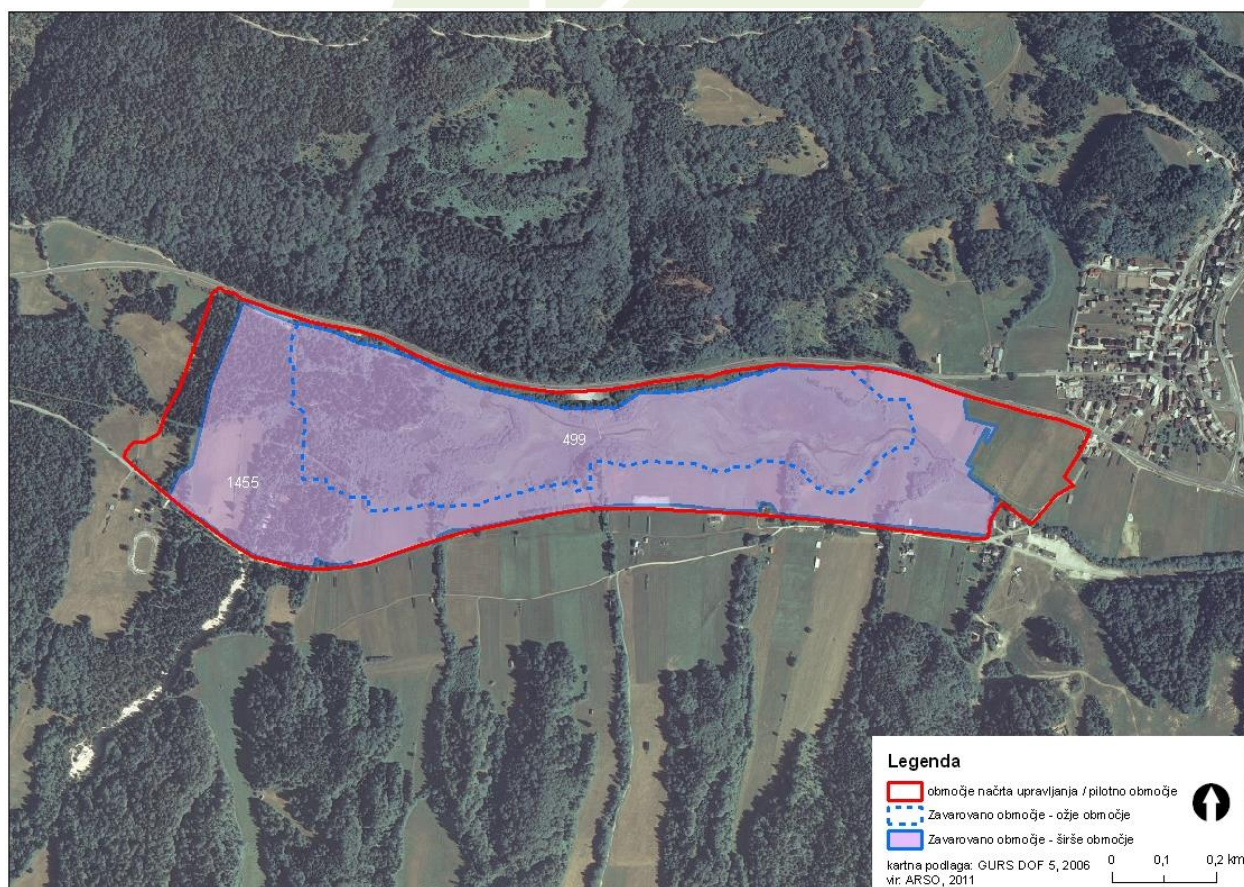 499
1455
Legenda
območje načrta upravljanja / pilotno območje
Zavarovano območje - ožje območje
Zavarovano območje - širše območje
kartna podlaga: GURS DOF 5, 2006
vir: ARSO, 2011
0 0,1 0,2 km